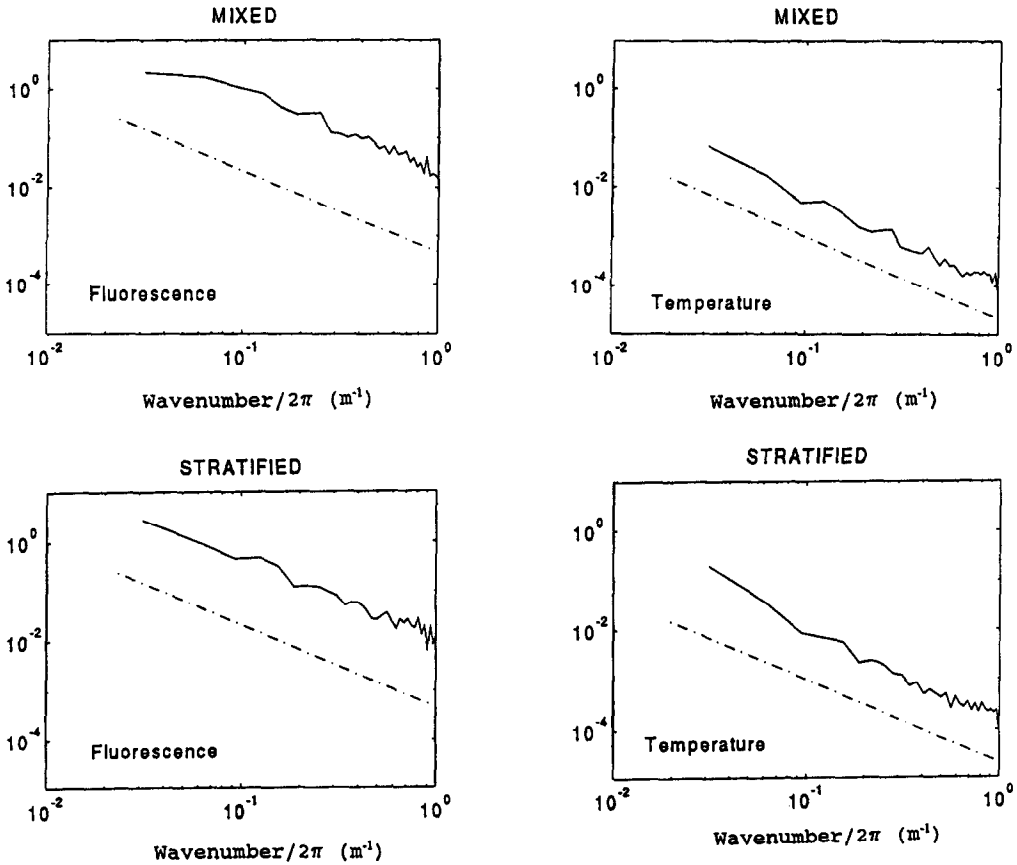 MIXED
10⁰
10⁻²
10⁻⁴
Fluorescence
10⁻² 10⁻¹ 10⁰
Wavenumber/2π (m⁻¹)
MIXED
10⁰
10⁻²
10⁻⁴
Temperature
10⁻² 10⁻¹ 10⁰
Wavenumber/2π (m⁻¹)
STRATIFIED
10⁰
10⁻²
10⁻⁴
Fluorescence
10⁻² 10⁻¹ 10⁰
Wavenumber/2π (m⁻¹)
STRATIFIED
10⁰
10⁻²
10⁻⁴
Temperature
10⁻² 10⁻¹ 10⁰
Wavenumber/2π (m⁻¹)